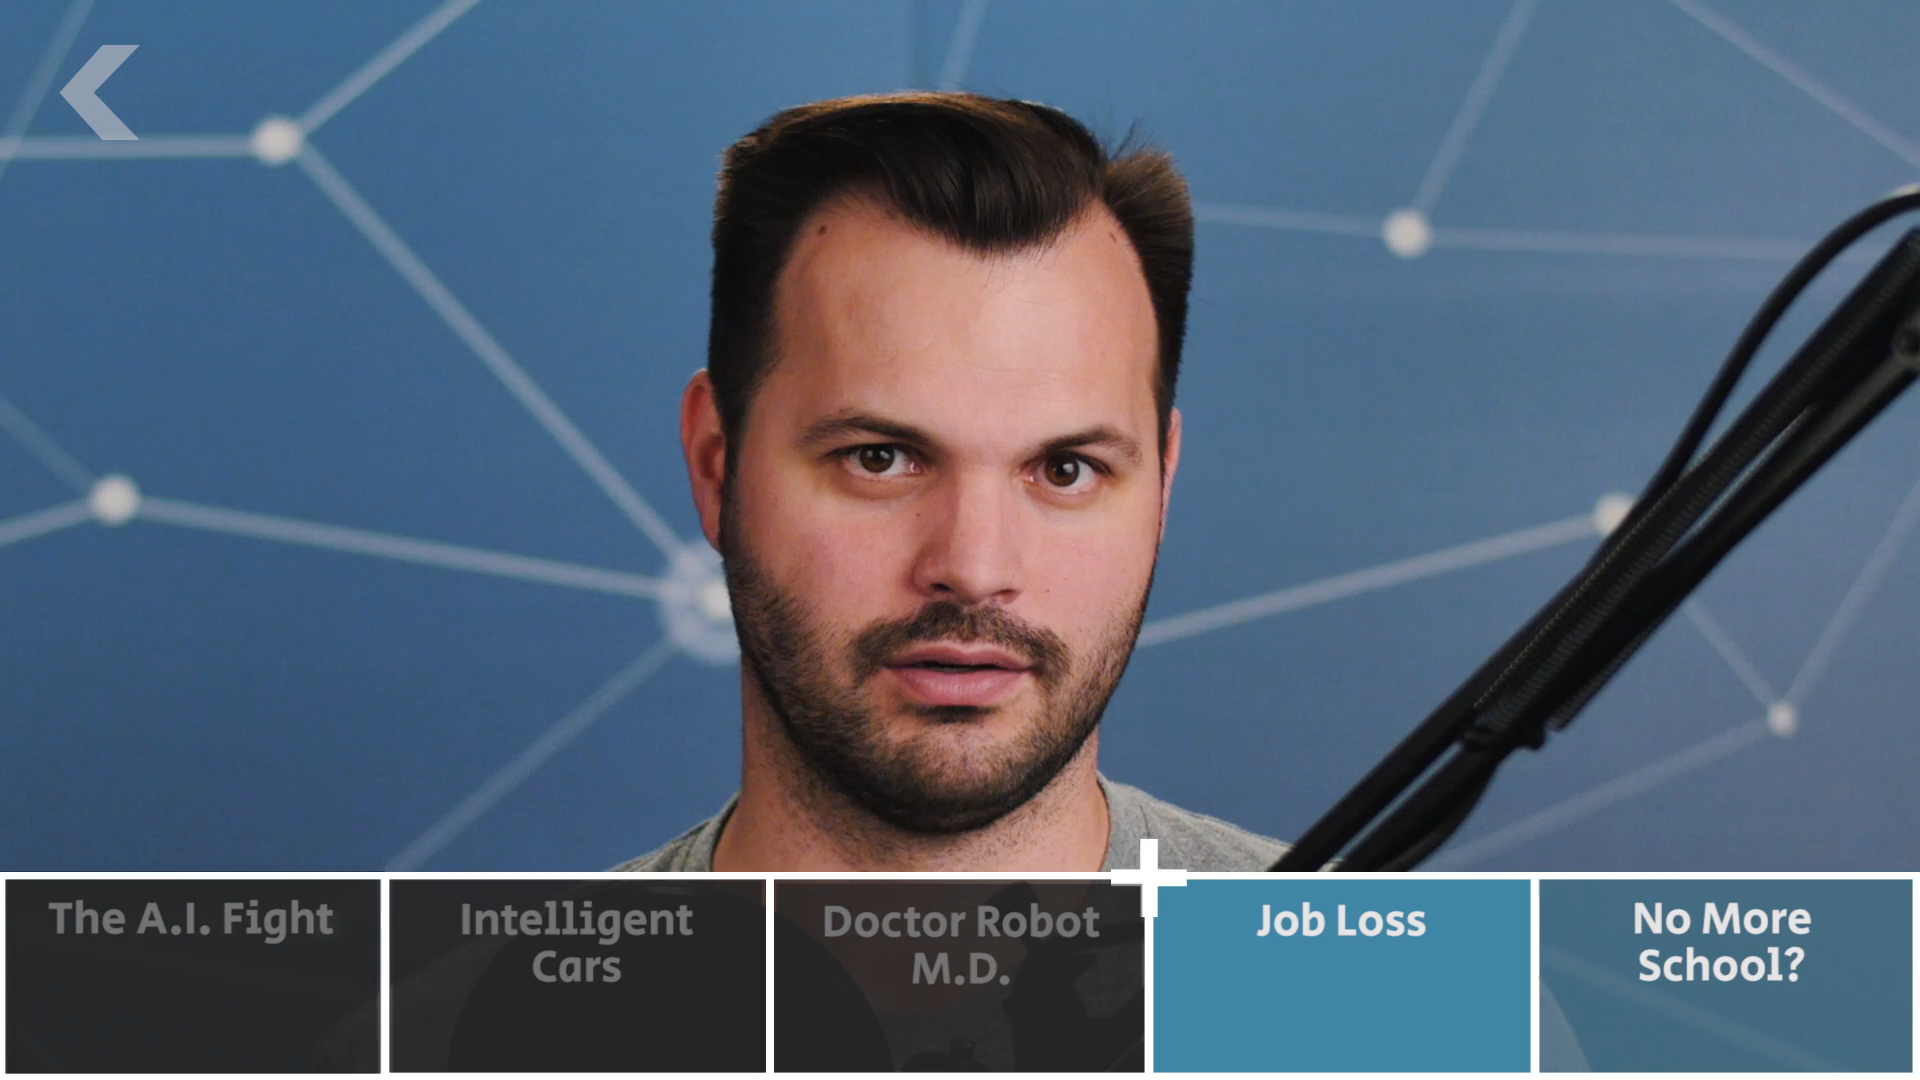 The A.I. Fight
Intelligent
Cars
Doctor Robot
M.D.
Job Loss
No More
School?